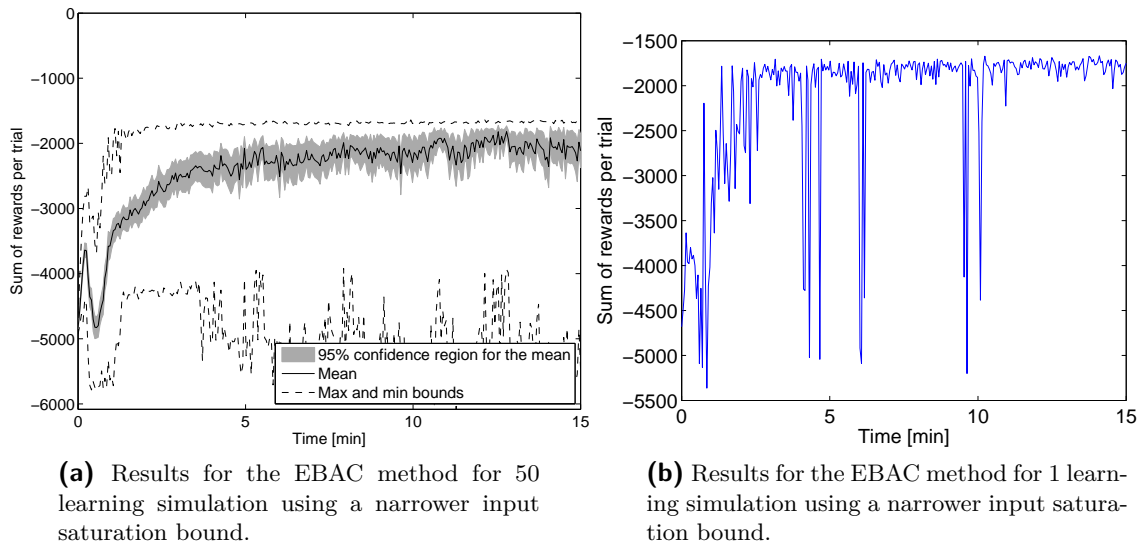 0
−1000
−2000
−3000
−4000
−5000
−6000
Sum of rewards per trial
95% confidence region for the mean
Mean
Max and min bounds
0
5
10
15
Time [min]
(a) Results for the EBAC method for 50
learning simulation using a narrower input
saturation bound.
−1500
−2000
−2500
−3000
−3500
−4000
−4500
−5000
−5500
Sum of rewards per trial
0
5
10
15
Time [min]
(b) Results for the EBAC method for 1 learn-
ing simulation using a narrower input satura-
tion bound.